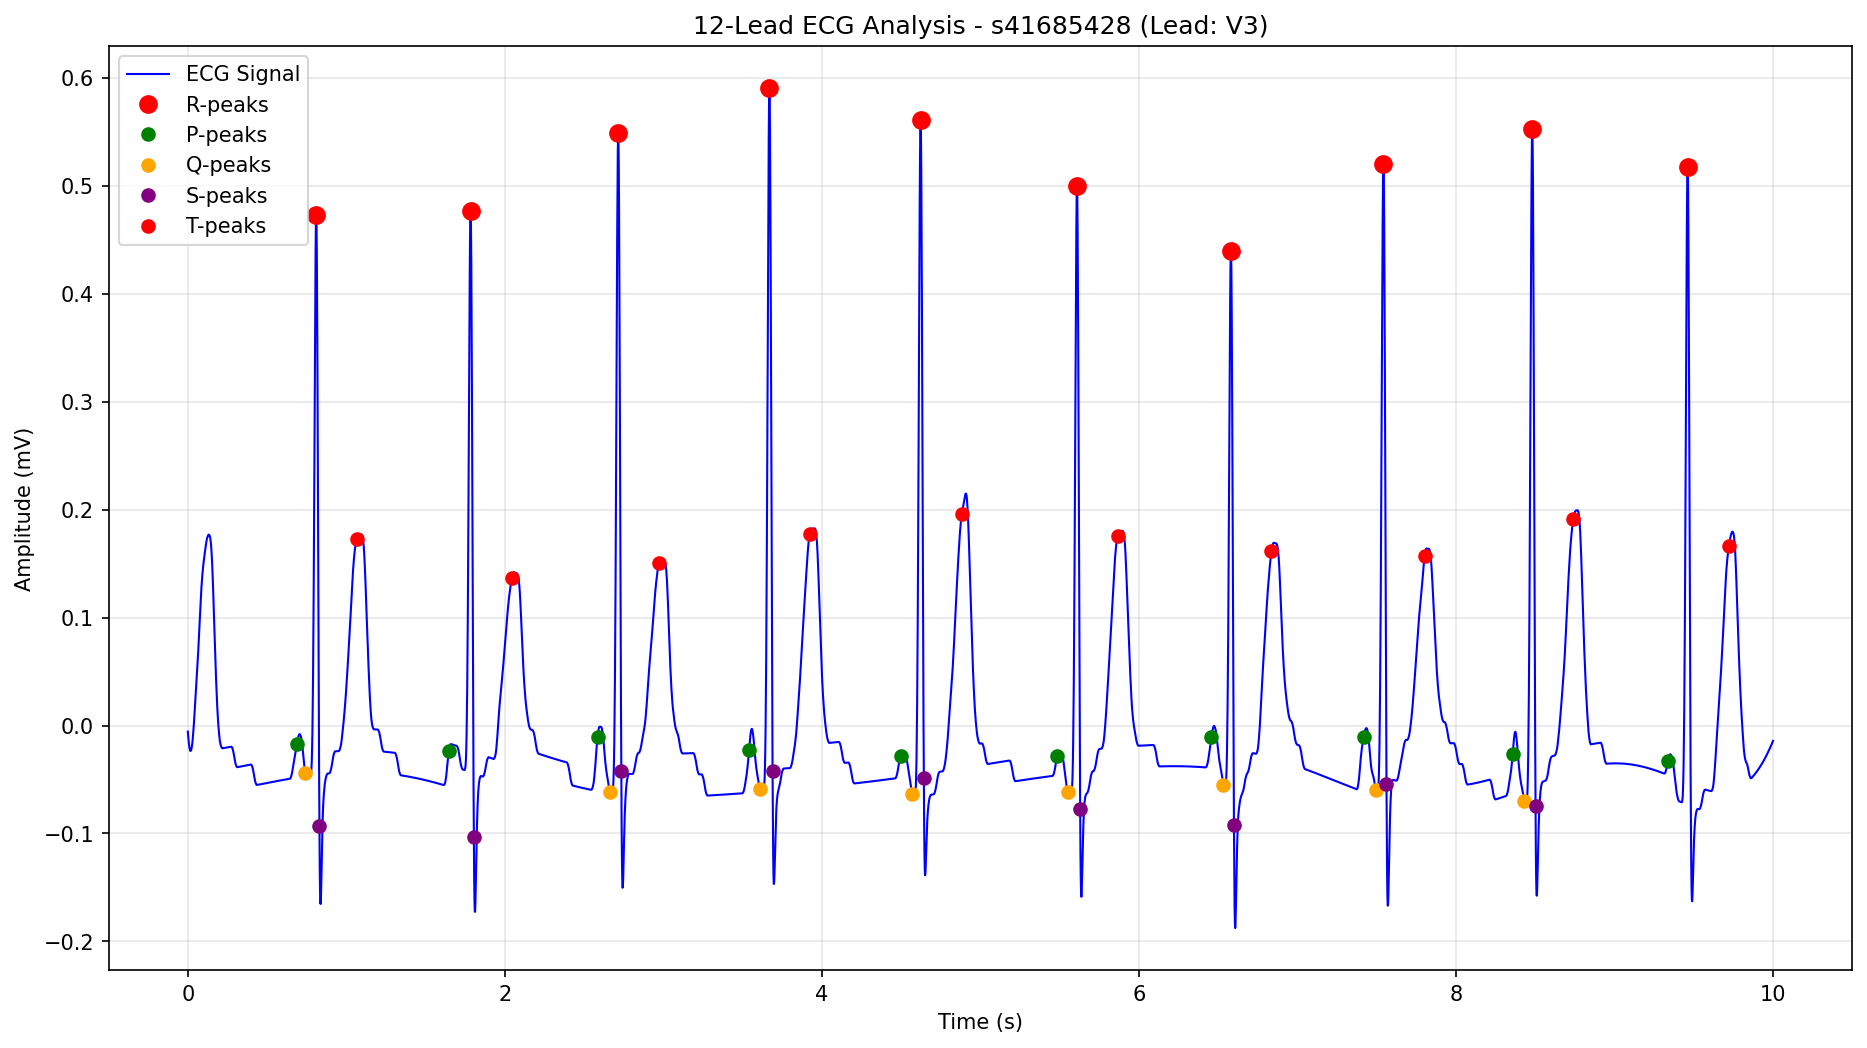 12-Lead ECG Analysis - s41685428 (Lead: V3)
ECG Signal
R-peaks
P-peaks
Q-peaks
S-peaks
T-peaks
Amplitude (mV)
0.6
0.5
0.4
0.3
0.2
0.1
0.0
−0.1
−0.2
0 2 4 6 8 10
Time (s)